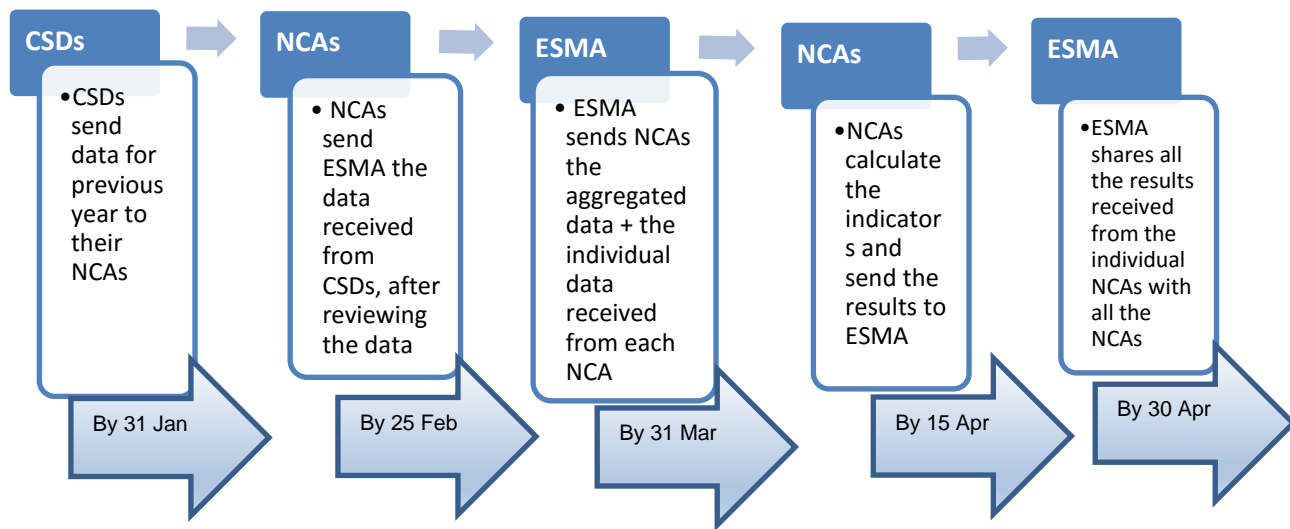 CSDs
•CSDs
send
data for
previous
year to
their
NCAs
By 31 Jan
NCAs
• NCAs
send
ESMA the
data
received
from
CSDs, after
reviewing
the data
By 25 Feb
ESMA
• ESMA
sends NCAs
the
aggregated
data + the
individual
data
received
from each
NCA
By 31 Mar
NCAs
•NCAs
calculate
the
indicator
s and
send the
results to
ESMA
By 15 Apr
ESMA
•ESMA
shares all
the results
received
from the
individual
NCAs with
all the
NCAs
By 30 Apr